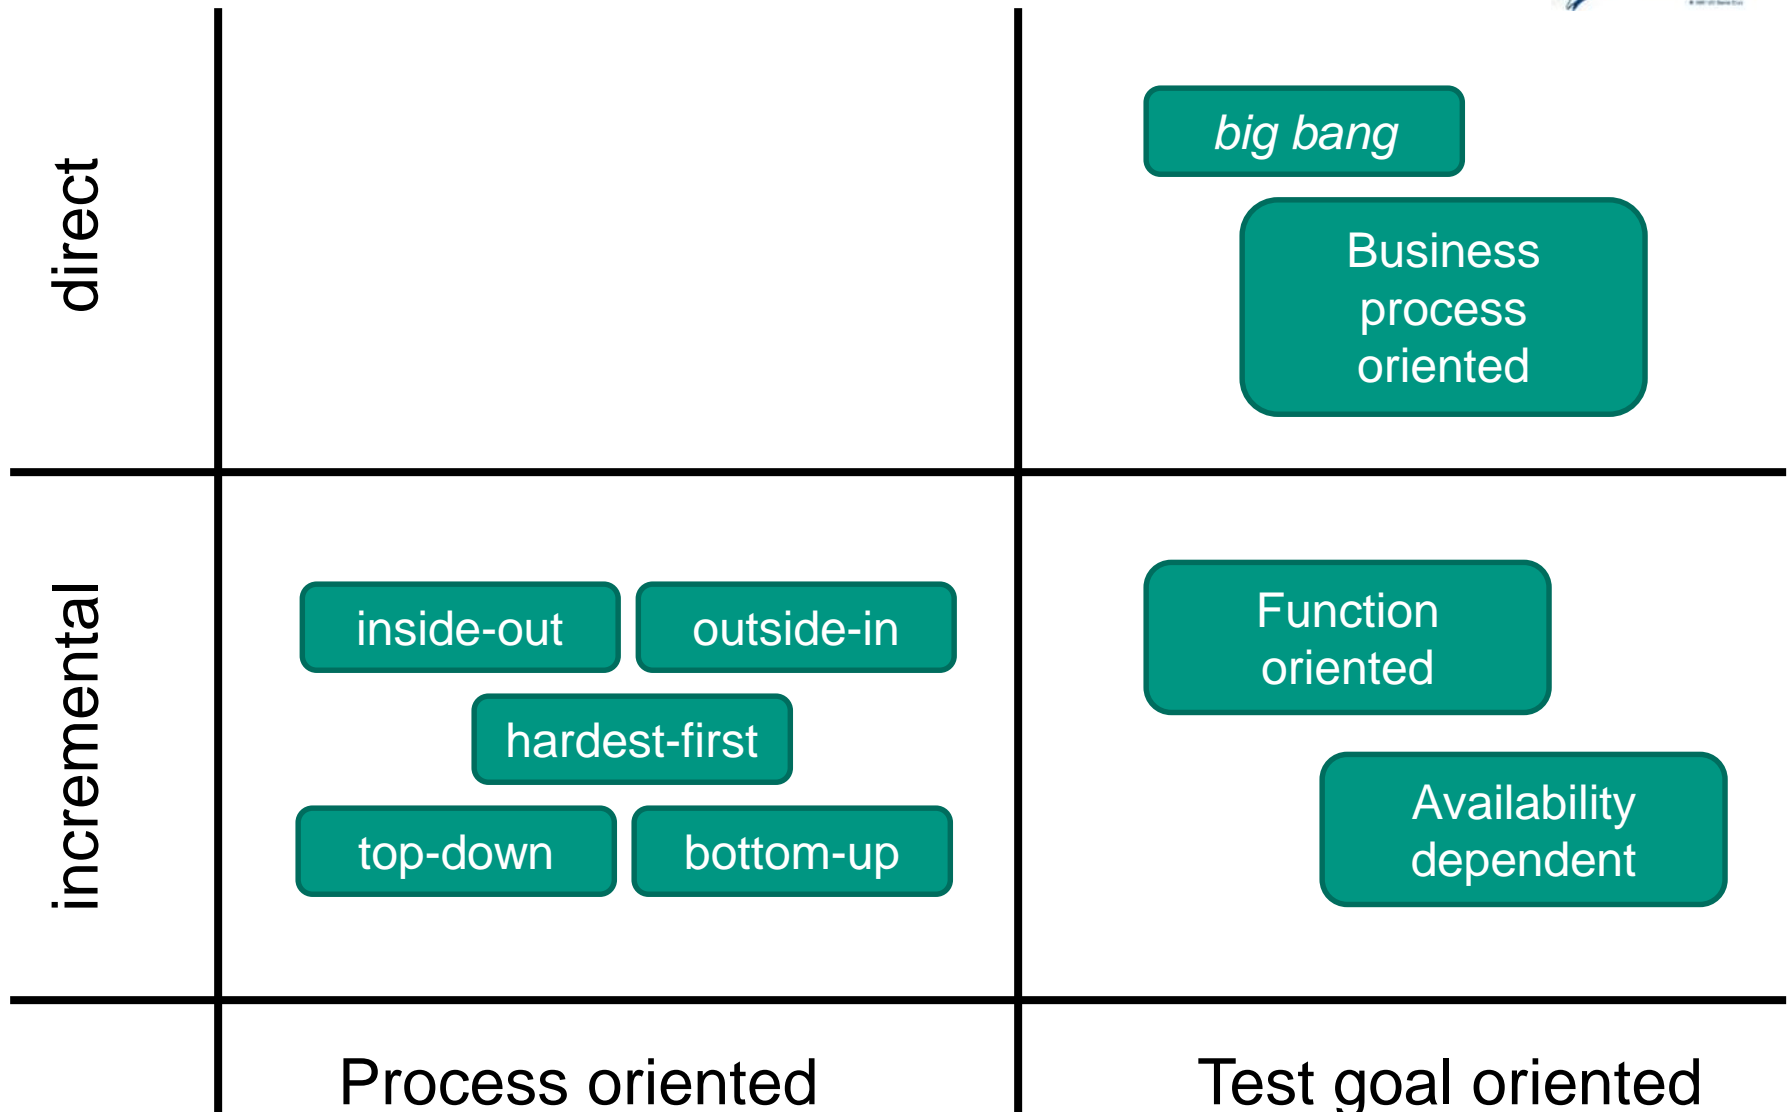 direct
big bang
Business
process
oriented
incremental
inside-out
outside-in
hardest-first
top-down
bottom-up
Function
oriented
Availability
dependent
Process oriented
Test goal oriented